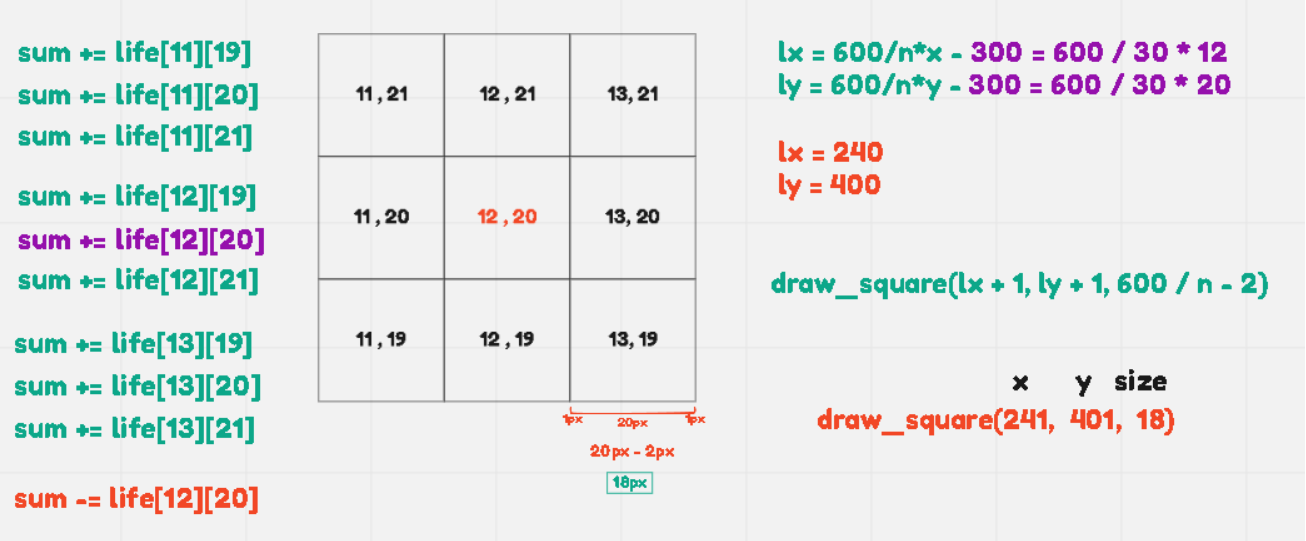 sum += life[11][19]
sum += life[11][20]
sum += life[11][21]
sum += life[12][19]
sum += life[12][20]
sum += life[12][21]
sum += life[13][19]
sum += life[13][20]
sum += life[13][21]
sum -= life[12][20]
11 , 21
12 , 21
13, 21
11 , 20
12 , 20
13, 20
11 , 19
12 , 19
13, 19
1px 20px 1px
20px - 2px
18px
lx = 600/n*x - 300 = 600 / 30 * 12
ly = 600/n*y - 300 = 600 / 30 * 20
lx = 240
ly = 400
draw_square(lx + 1, ly + 1, 600 / n - 2)
x y size
draw_square(241, 401, 18)